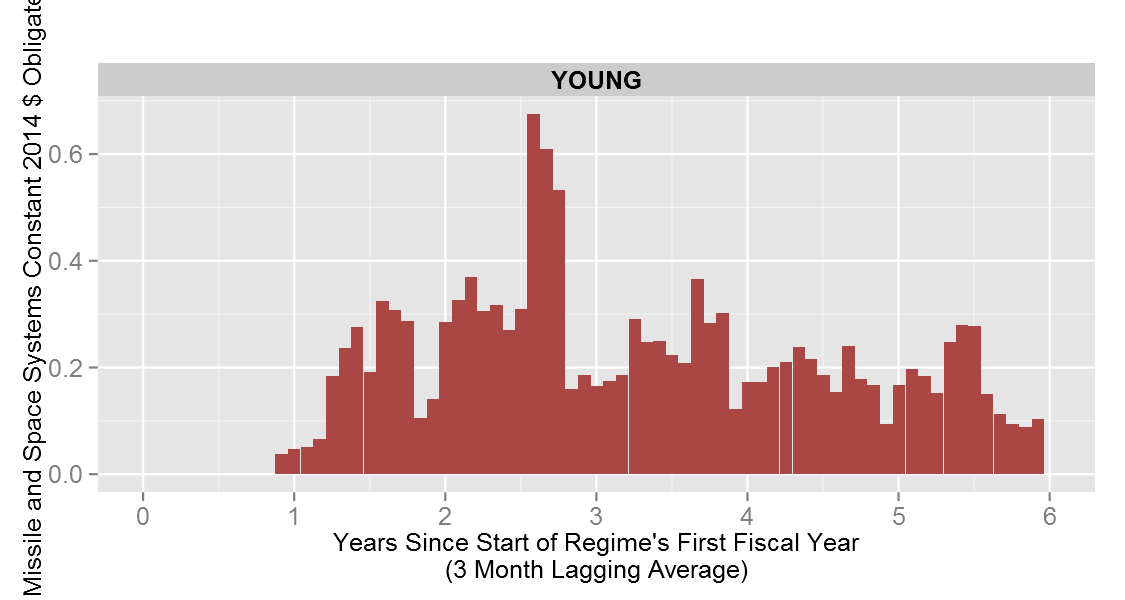 YOUNG
Missile and Space Systems Constant 2014 $
0.6
0.4
0.2
0.0
0 1 2 3 4 5 6
Years Since Start of Regime's First Fiscal Year
(3 Month Lagging Average)